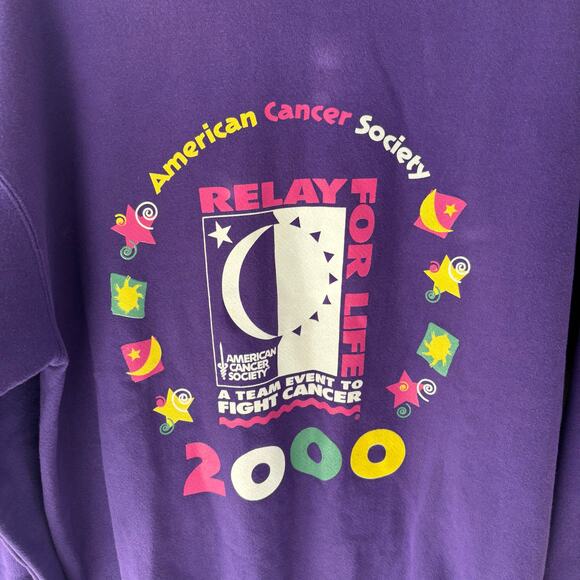 American Cancer Society
RELAY FOR LIFE
AMERICAN
CANCER
SOCIETY
A TEAM EVENT TO
FIGHT CANCER
®
2000